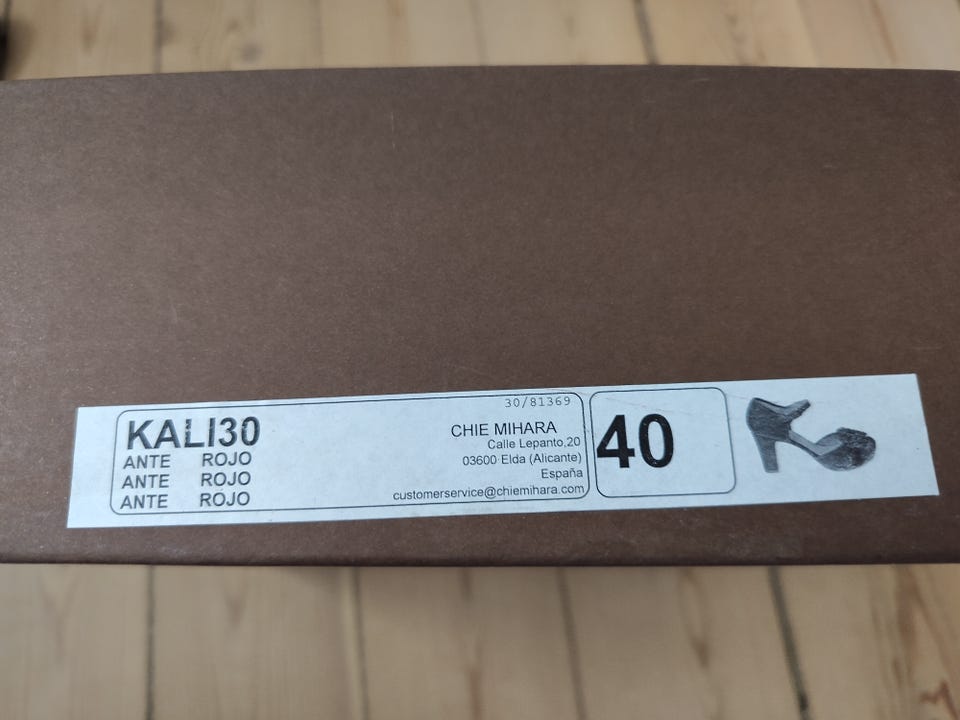 KALI30
ANTE ROJO
ANTE ROJO
ANTE ROJO
30/81369
CHIE MIHARA
Calle Lepanto,20
03600 Elda (Alicante)
España
customerservice@chiemihara.com
40